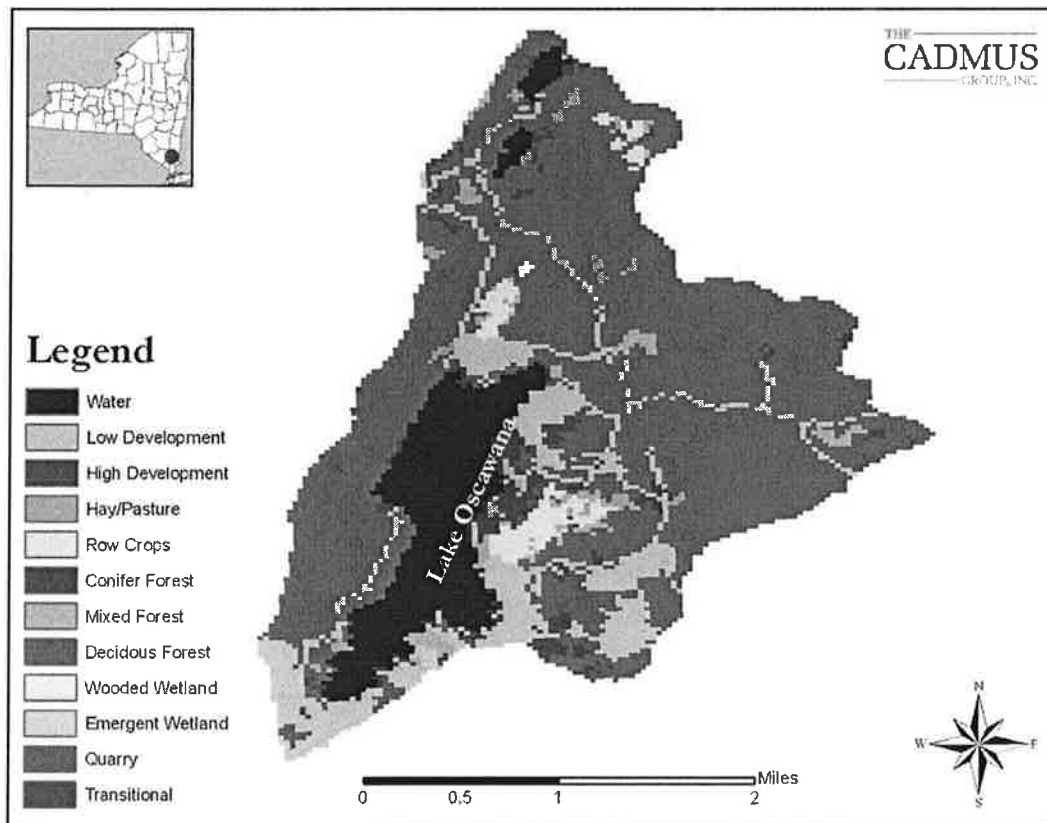 THE
CADMUS
GROUP, INC.
Legend
Water
Low Development
High Development
Hay/Pasture
Row Crops
Conifer Forest
Mixed Forest
Decidous Forest
Wooded Wetland
Emergent Wetland
Quarry
Transitional
Lake Oscawana
N
W
E
S
Miles
0
0.5
1
2